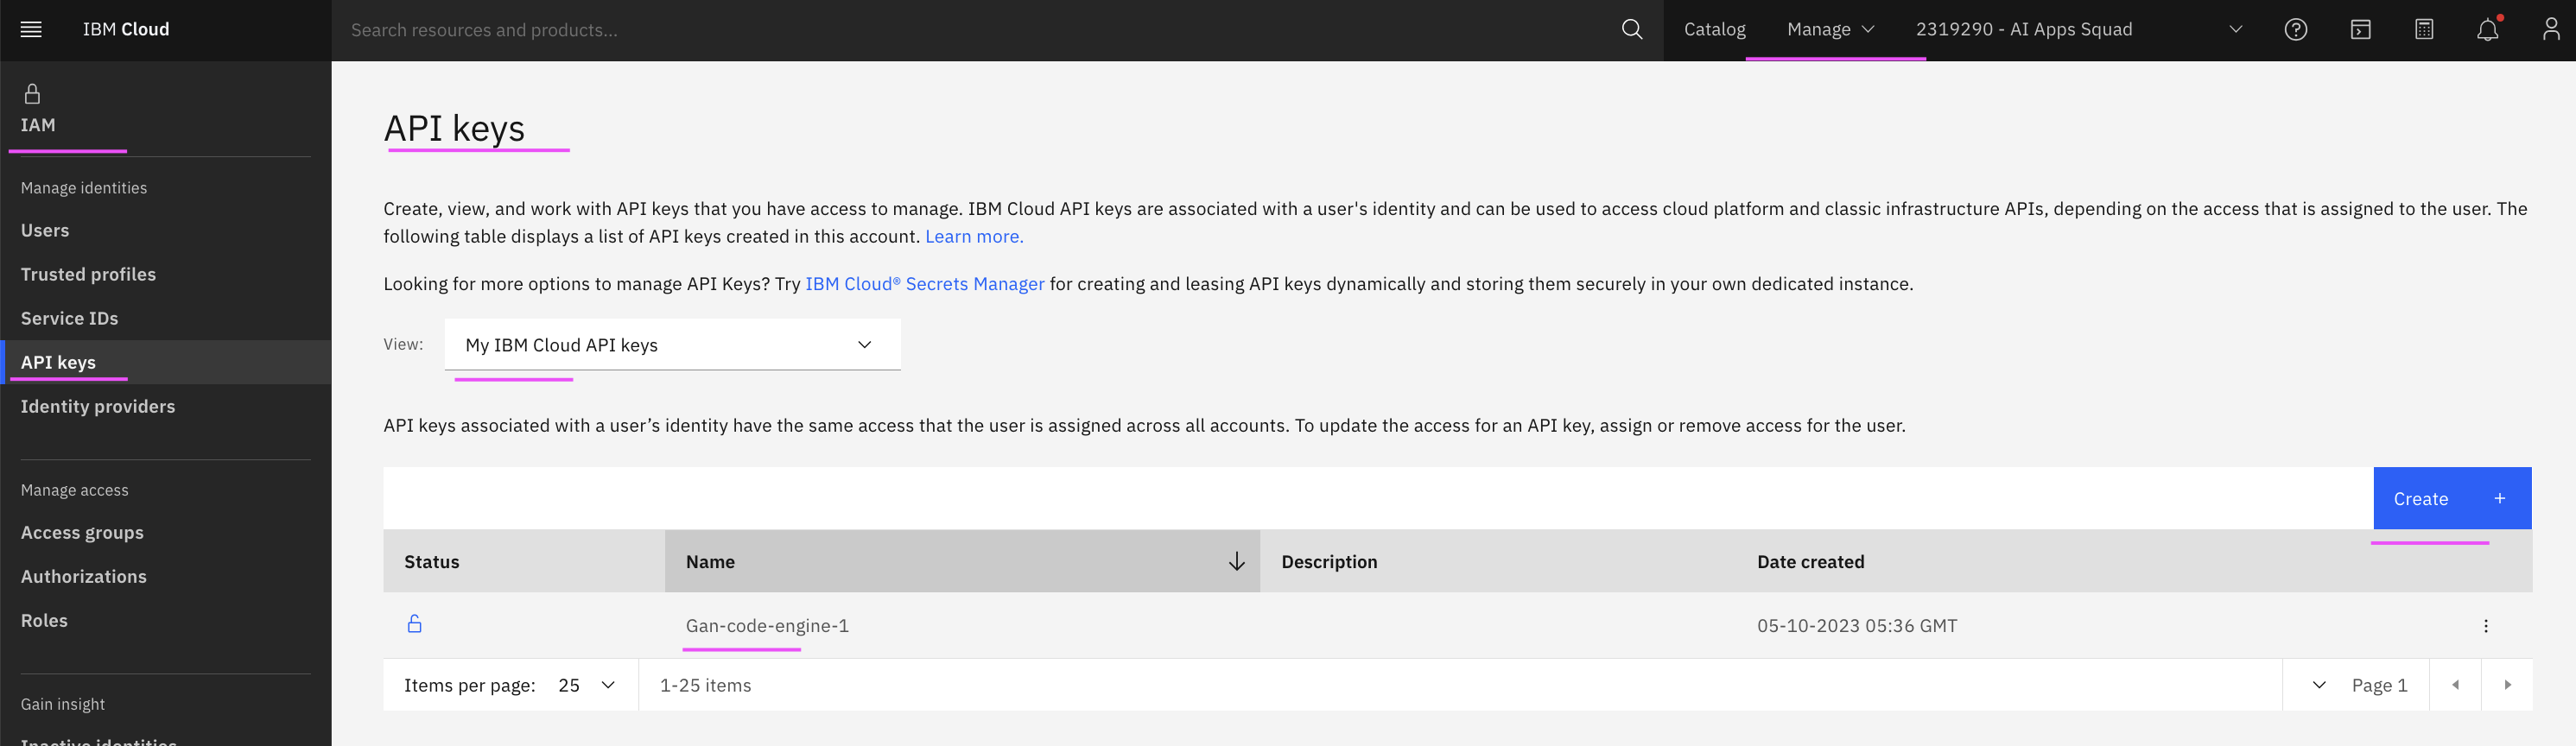 IBM Cloud
Search resources and products...
Catalog
Manage
2319290 - AI Apps Squad
IAM
Manage identities
Users
Trusted profiles
Service IDs
API keys
Identity providers
Manage access
Access groups
Authorizations
Roles
Gain insight
Inactive identities
API keys
Create, view, and work with API keys that you have access to manage. IBM Cloud API keys are associated with a user's identity and can be used to access cloud platform and classic infrastructure APIs, depending on the access that is assigned to the user. The
following table displays a list of API keys created in this account. Learn more.
Looking for more options to manage API Keys? Try IBM Cloud® Secrets Manager for creating and leasing API keys dynamically and storing them securely in your own dedicated instance.
View:
My IBM Cloud API keys
API keys associated with a user’s identity have the same access that the user is assigned across all accounts. To update the access for an API key, assign or remove access for the user.
Create +
Status
Name
Description
Date created
Gan-code-engine-1
05-10-2023 05:36 GMT
Items per page: 25
1-25 items
Page 1